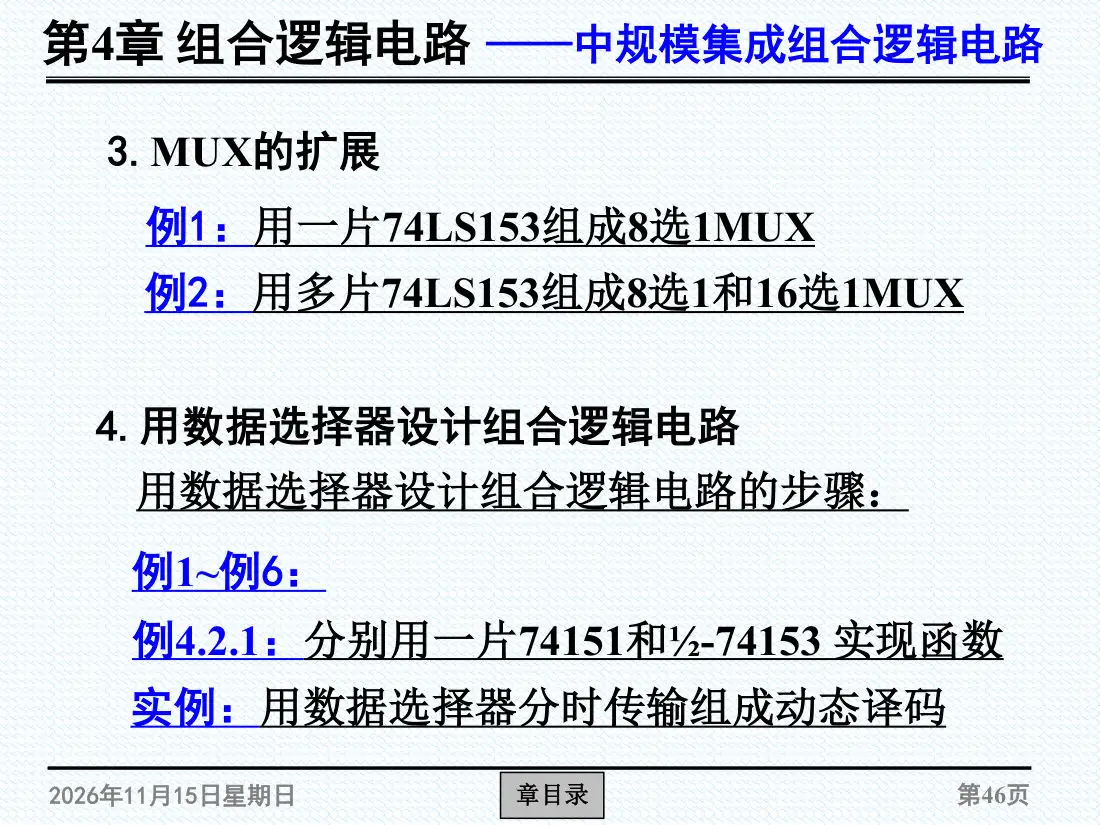 第4章 组合逻辑电路 ——中规模集成组合逻辑电路
3. MUX的扩展
例1：用一片74LS153组成8选1MUX
例2：用多片74LS153组成8选1和16选1MUX
4. 用数据选择器设计组合逻辑电路
用数据选择器设计组合逻辑电路的步骤：
例1~例6：
例4.2.1：分别用一片74151和½-74153 实现函数
实例：用数据选择器分时传输组成动态译码
2026年11月15日星期日 章目录 第46页